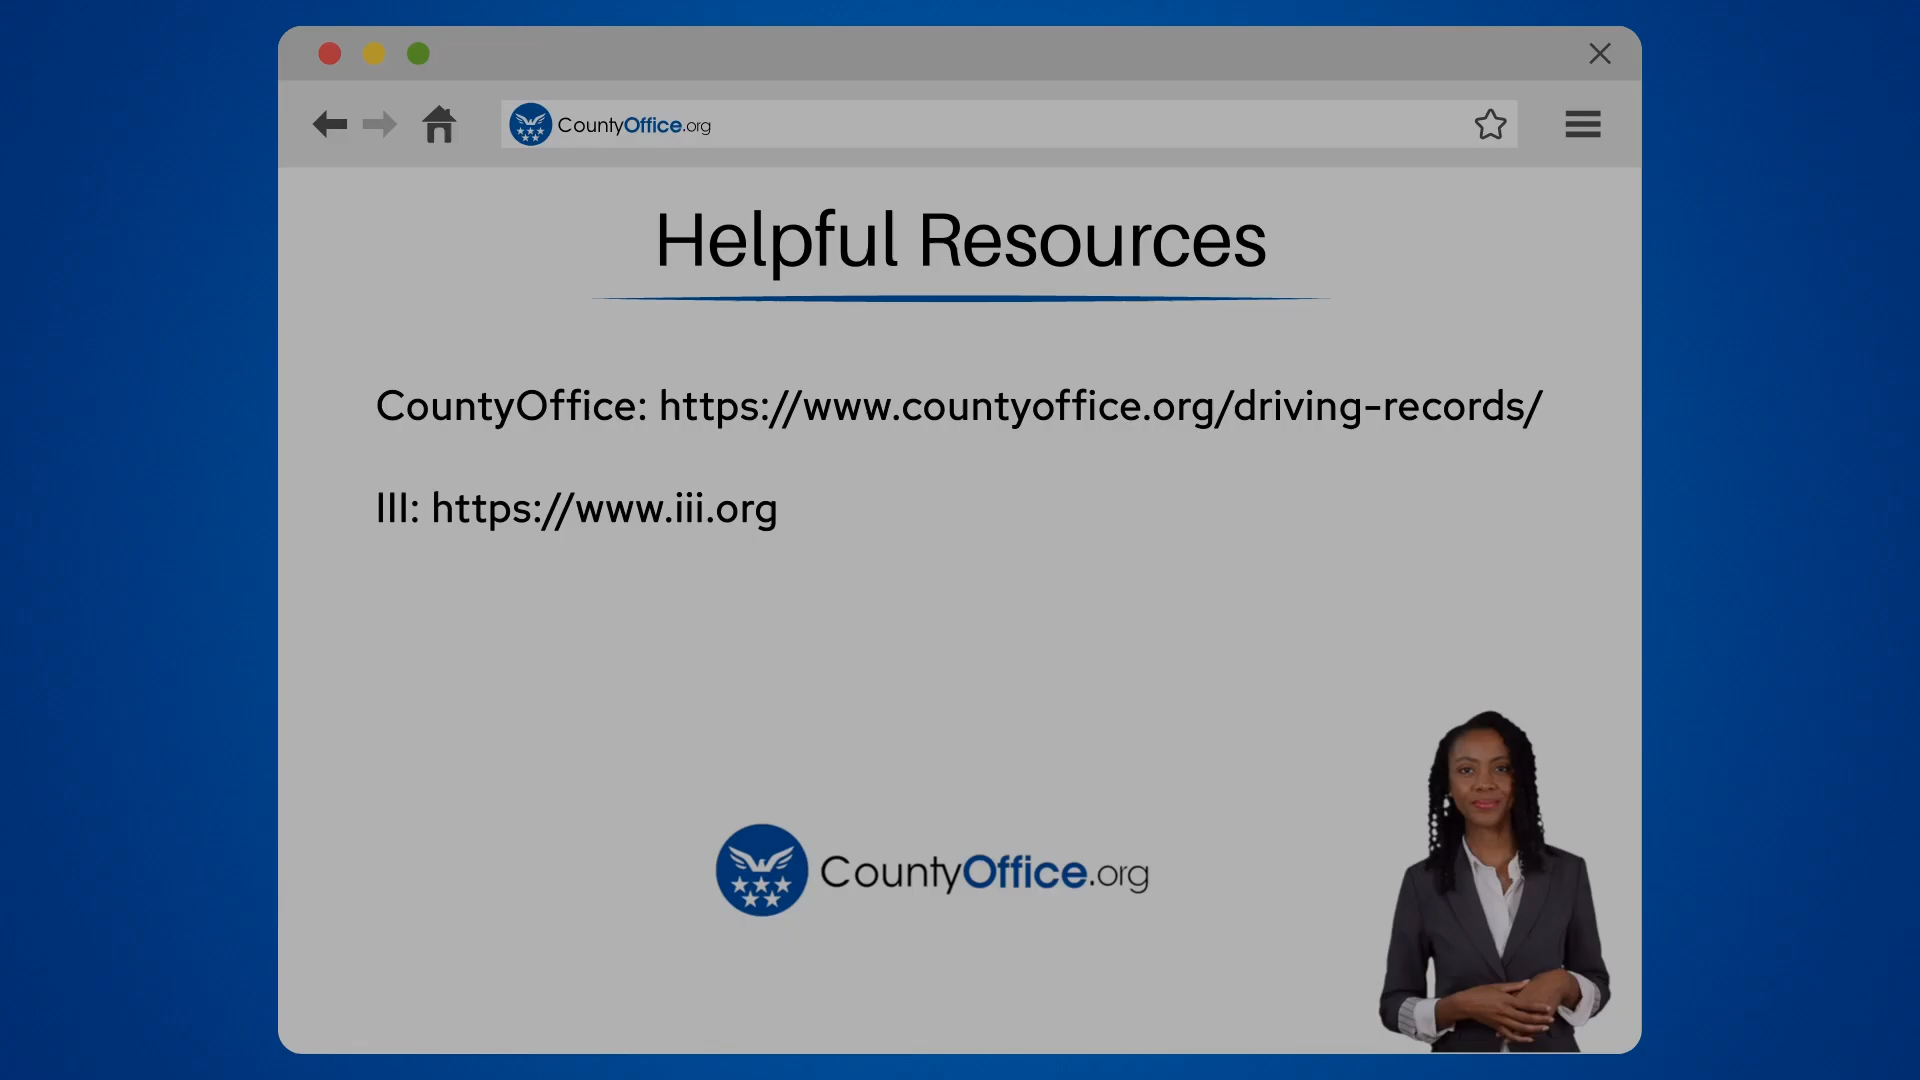 CountyOffice.org
Helpful Resources
CountyOffice: https://www.countyoffice.org/driving-records/
III: https://www.iii.org
CountyOffice.org